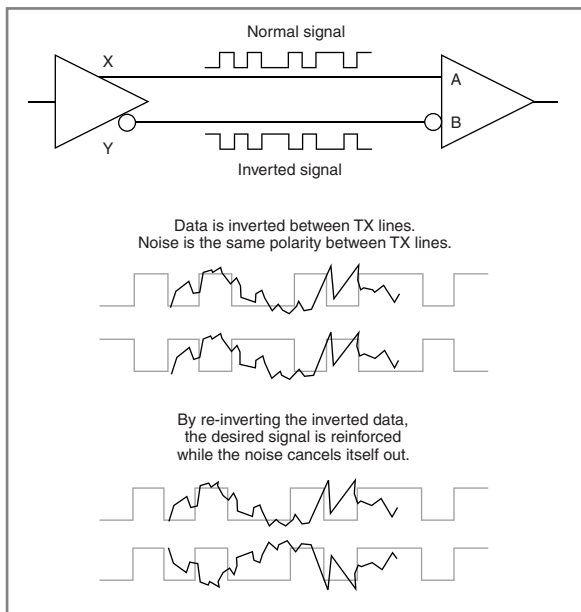 Normal signal
X
A
B
Y
Inverted signal
Data is inverted between TX lines.
Noise is the same polarity between TX lines.
By re-inverting the inverted data,
the desired signal is reinforced
while the noise cancels itself out.